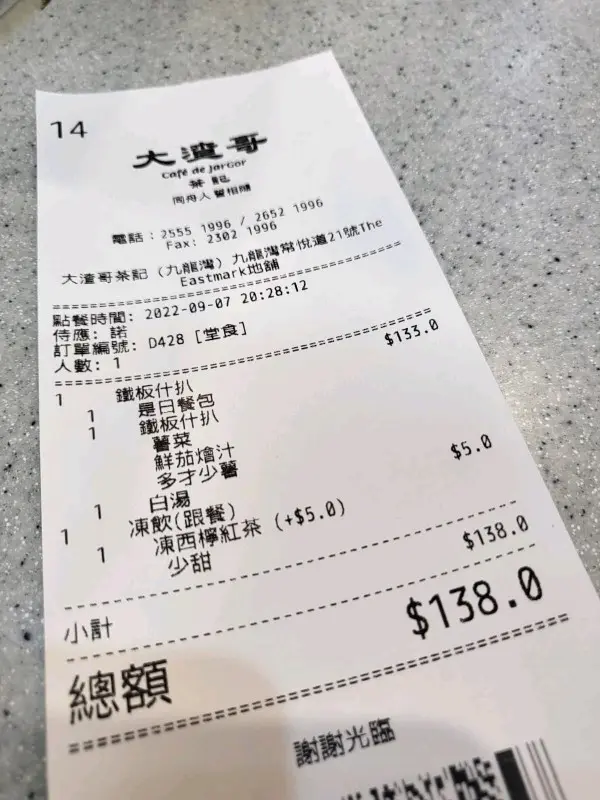 14
大渣哥
Café de JarGor
茶記
同舟人誓相隨
電話：2555 1996 / 2652 1996
Fax: 2302 1996
大渣哥茶記（九龍灣）九龍灣常悅道21號The
Eastmark地舖
點餐時間: 2022-09-07 20:28:12
侍應: 諾
訂單編號: D428 [堂食]
人數: 1
1 鐵板什扒 $133.0
1 是日餐包
1 鐵板什扒
薯菜
鮮茄燴汁
多才少薯
1 白湯
1 凍飲(跟餐) $5.0
1 凍西檸紅茶 (+$5.0)
少甜
小計 $138.0
總額 $138.0
謝謝光臨